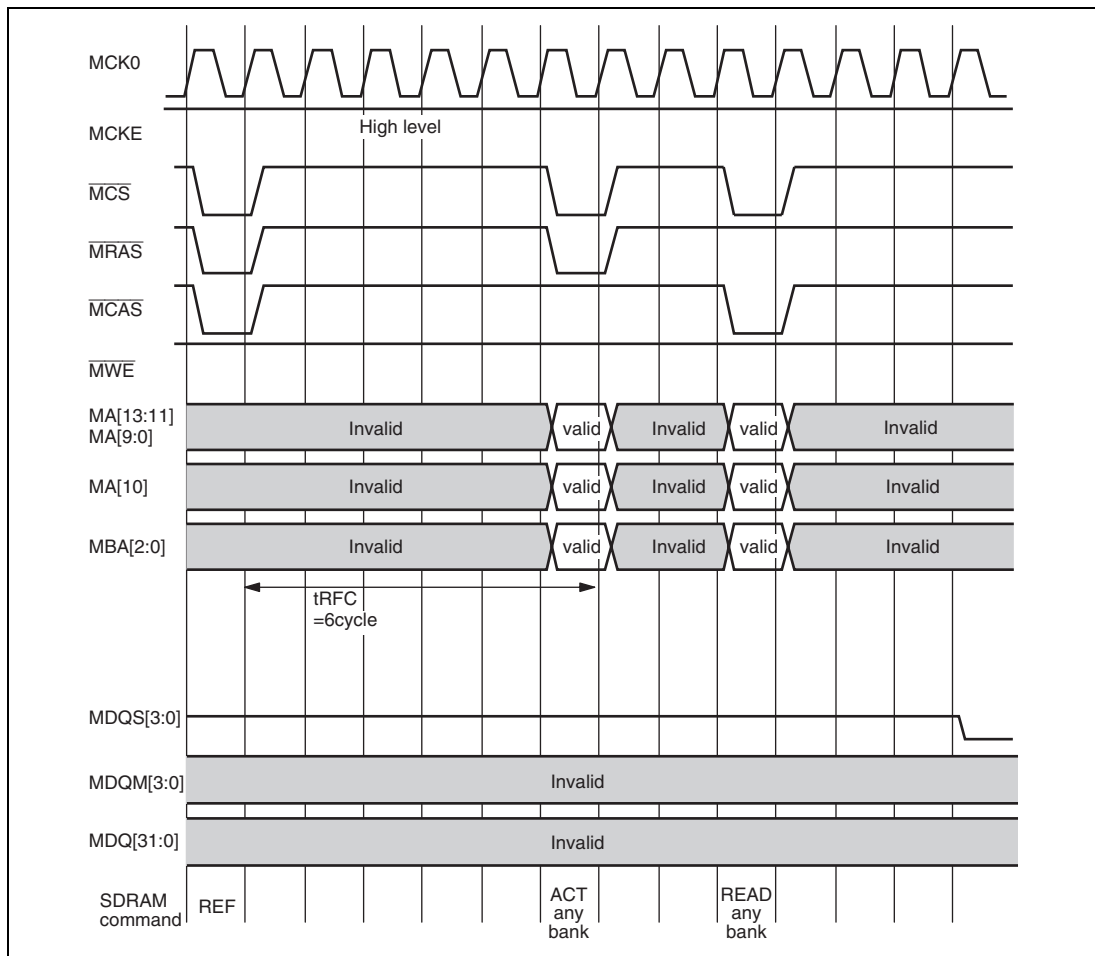 MCK0
MCKE
High level
MCS
MRAS
MCAS
MWE
MA[13:11]
MA[9:0]
Invalid valid Invalid valid Invalid
MA[10] Invalid valid Invalid valid Invalid
MBA[2:0] Invalid valid Invalid valid Invalid
tRFC
=6cycle
MDQS[3:0]
MDQM[3:0] Invalid
MDQ[31:0] Invalid
SDRAM
command
REF
ACT
any
bank
READ
any
bank